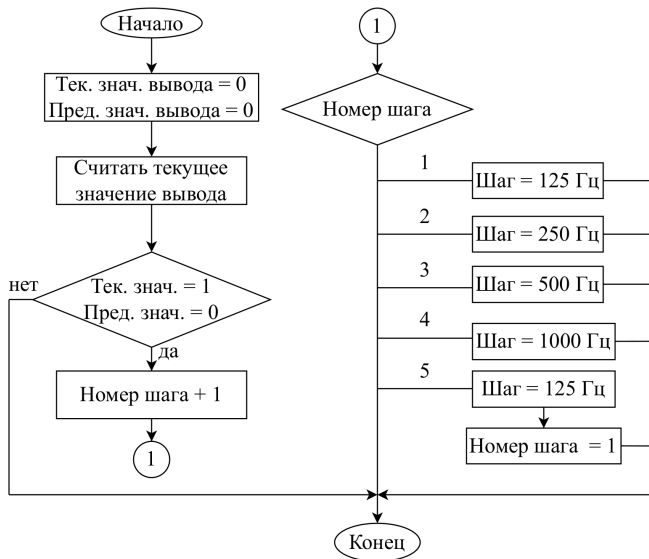 Начало
Тек. знач. вывода = 0
Пред. знач. вывода = 0
Считать текущее
значение вывода
нет
Тек. знач. = 1
Пред. знач. = 0
да
Номер шага + 1
1
1
Номер шага
1
Шаг = 125 Гц
2
Шаг = 250 Гц
3
Шаг = 500 Гц
4
Шаг = 1000 Гц
5
Шаг = 125 Гц
Номер шага = 1
Конец